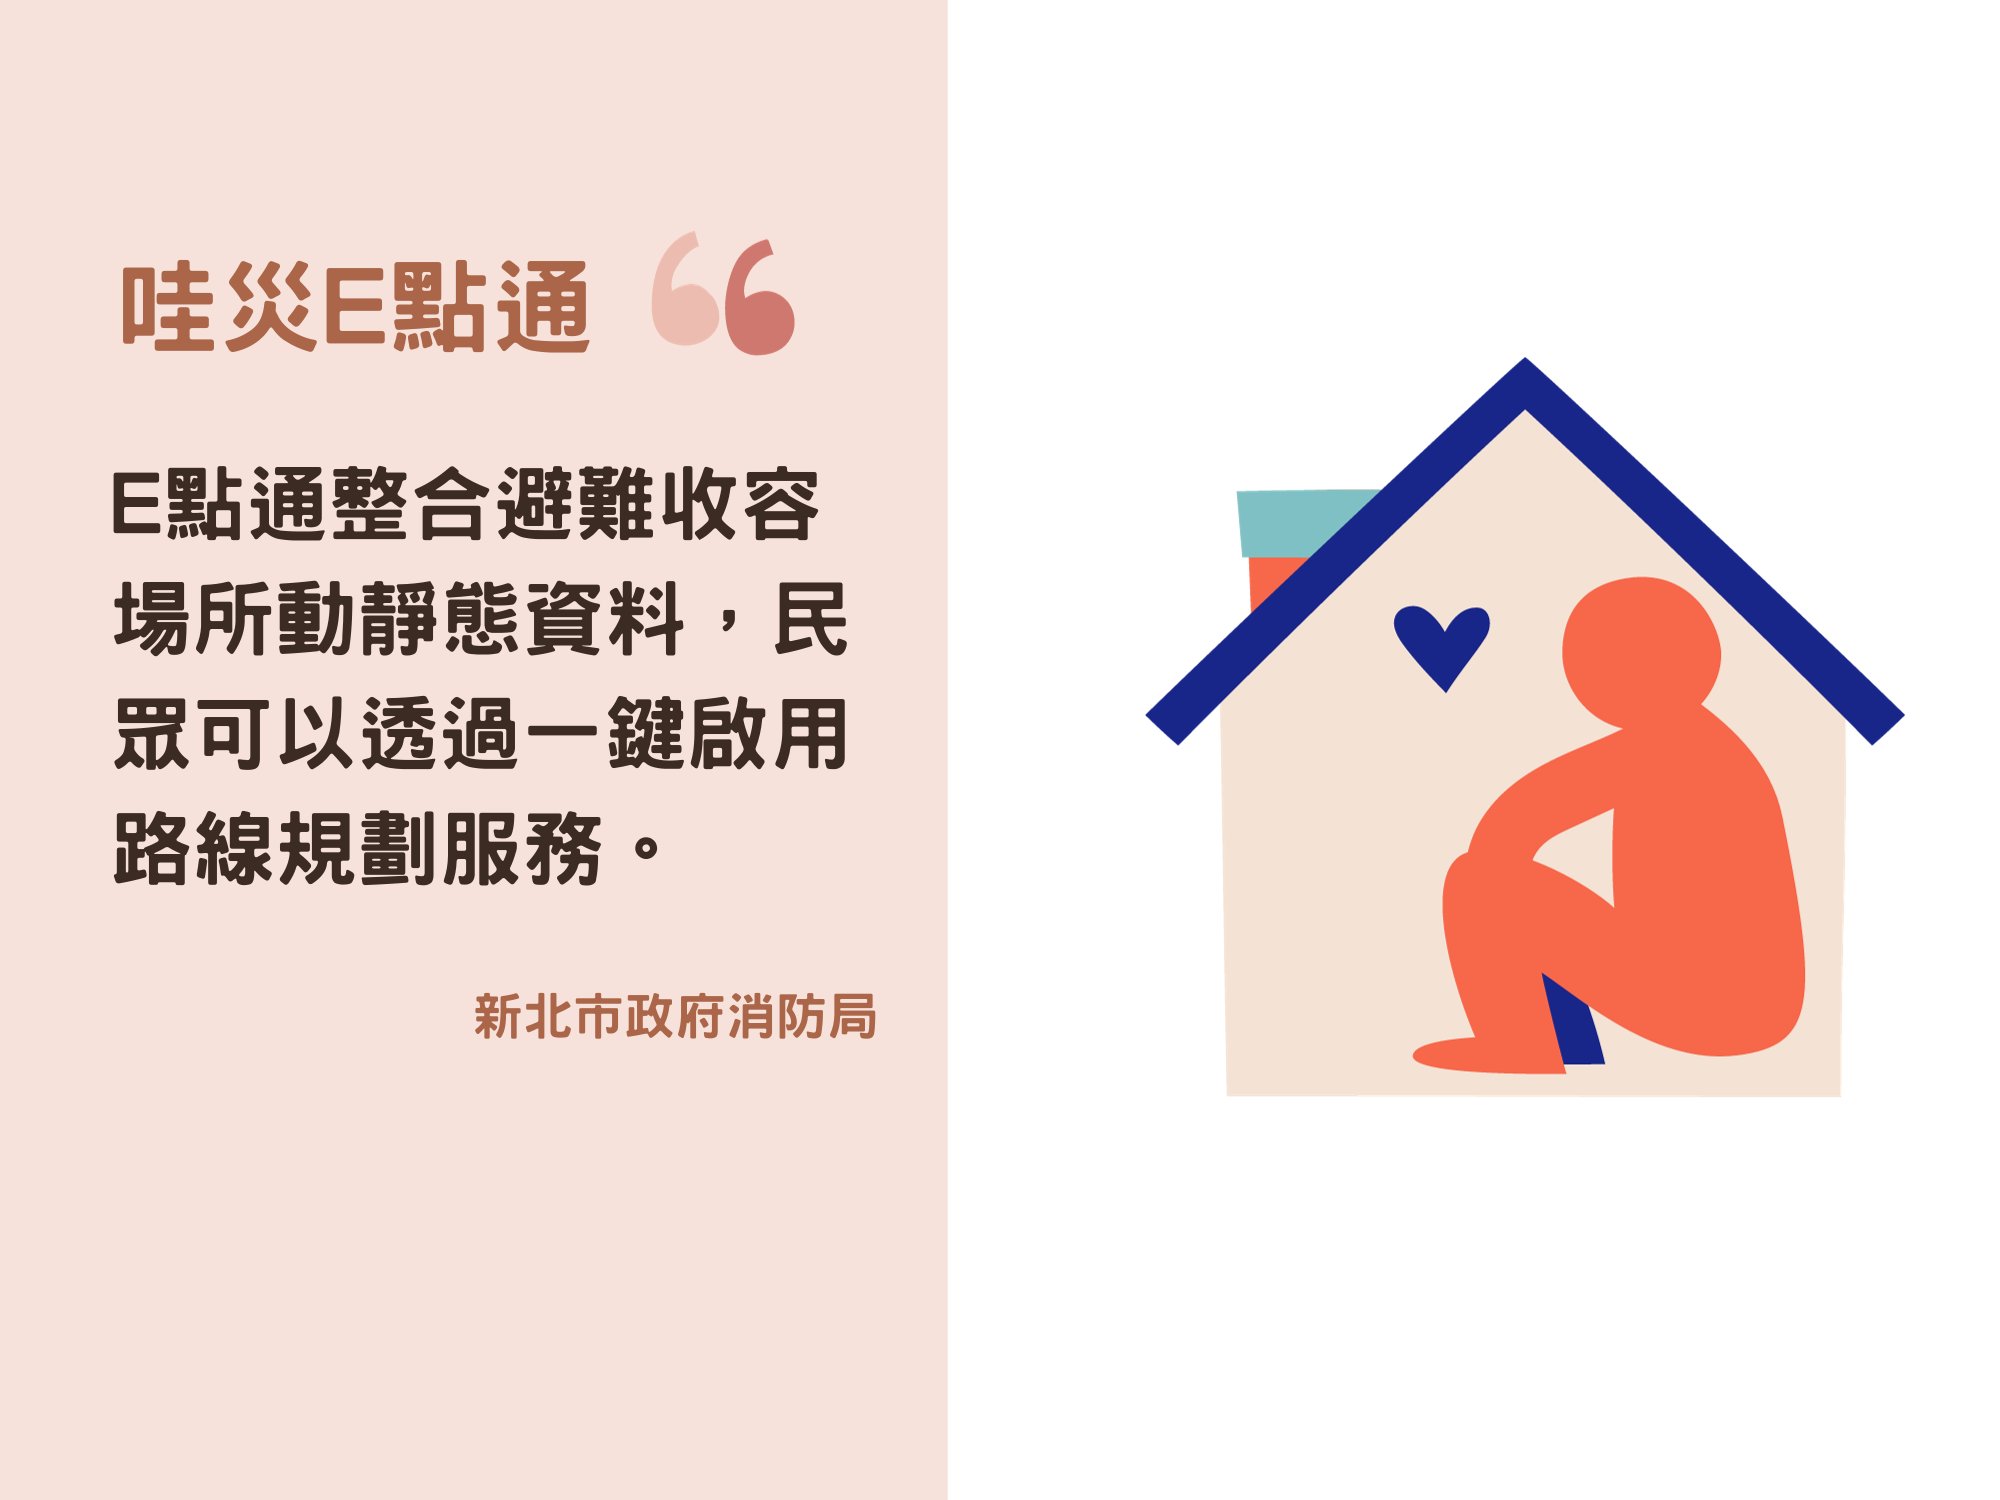 哇災E點通
E點通整合避難收容
場所動靜態資料，民
眾可以透過一鍵啟用
路線規劃服務。
新北市政府消防局